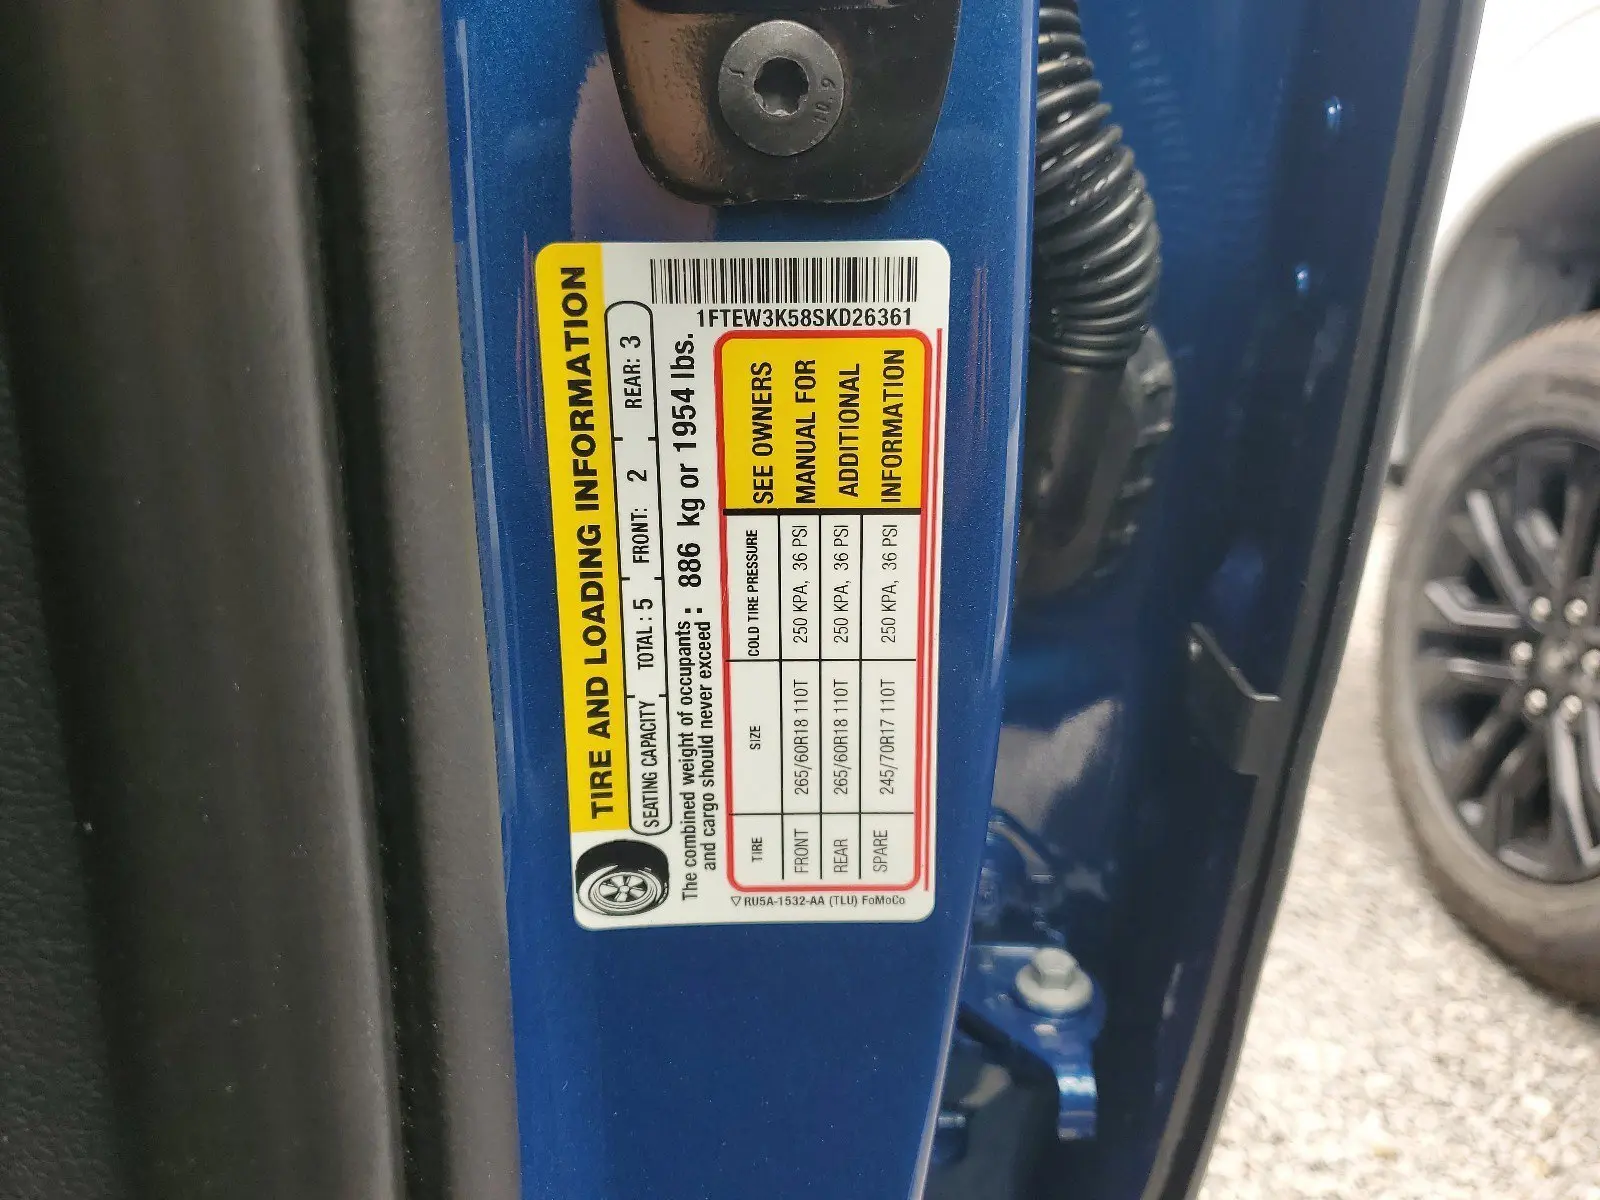 10.9
1FTEW3K58SKD26361
TIRE AND LOADING INFORMATION
SEATING CAPACITY TOTAL : 5 FRONT: 2 REAR: 3
The combined weight of occupants : 886 kg or 1954 lbs.
and cargo should never exceed :
TIRE SIZE COLD TIRE PRESSURE SEE OWNERS
FRONT 265/60R18 110T 250 KPA, 36 PSI MANUAL FOR
REAR 265/60R18 110T 250 KPA, 36 PSI ADDITIONAL
SPARE 245/70R17 110T 250 KPA, 36 PSI INFORMATION
RU5A-1532-AA (TLU) FoMoCo